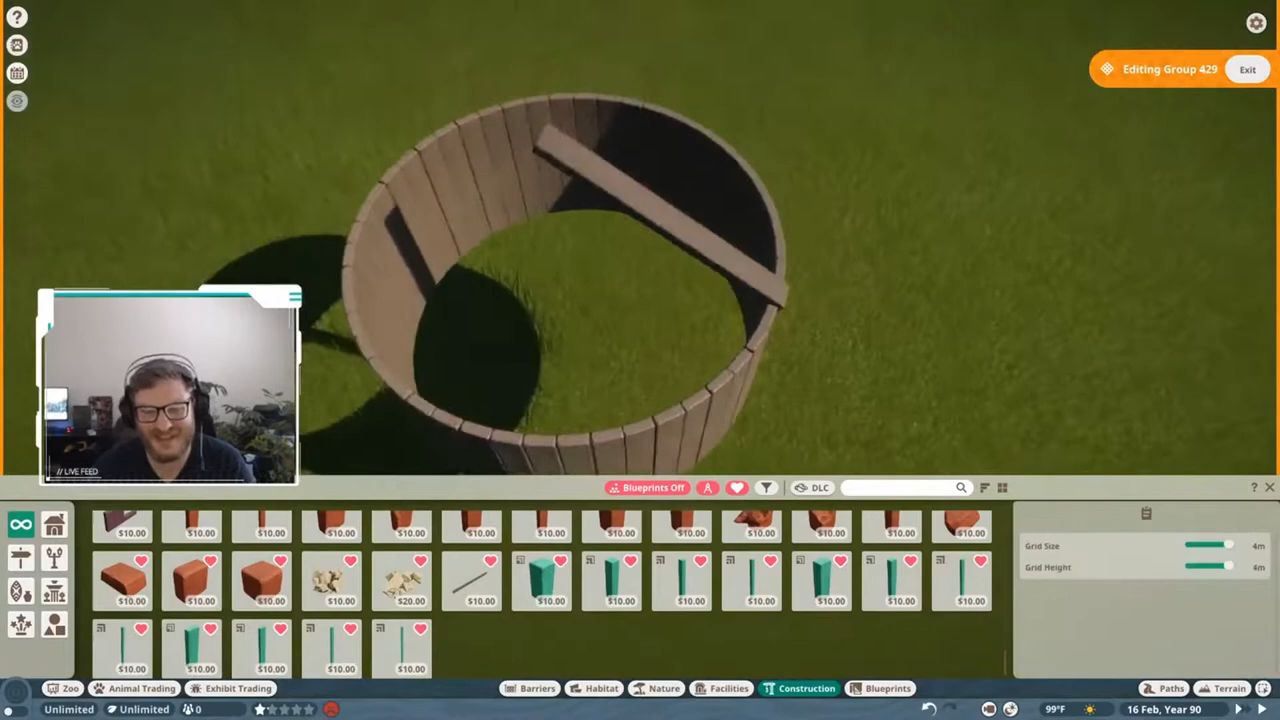 ?
Editing Group 429 Exit
// LIVE FEED
Blueprints Off DLC ? X
$10.00 $10.00 $10.00 $10.00 $10.00 $10.00 $10.00 $10.00 $10.00 $10.00 $10.00 $10.00 $10.00
Grid Size 4m
Grid Height 4m
$10.00 $10.00 $10.00 $10.00 $20.00 $10.00 $10.00 $10.00 $10.00 $10.00 $10.00 $10.00 $10.00
$10.00 $10.00 $10.00 $10.00 $10.00
Zoo Animal Trading Exhibit Trading Barriers Habitat Nature Facilities Construction Blueprints Paths Terrain
Unlimited Unlimited 0 99°F 16 Feb, Year 90